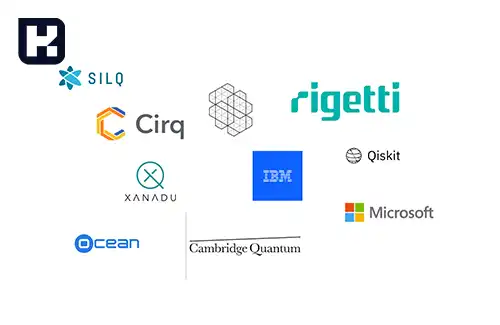 SILQ
Cirq
rigetti
Qiskit
XANADU
IBM
Microsoft
Ocean
Cambridge Quantum